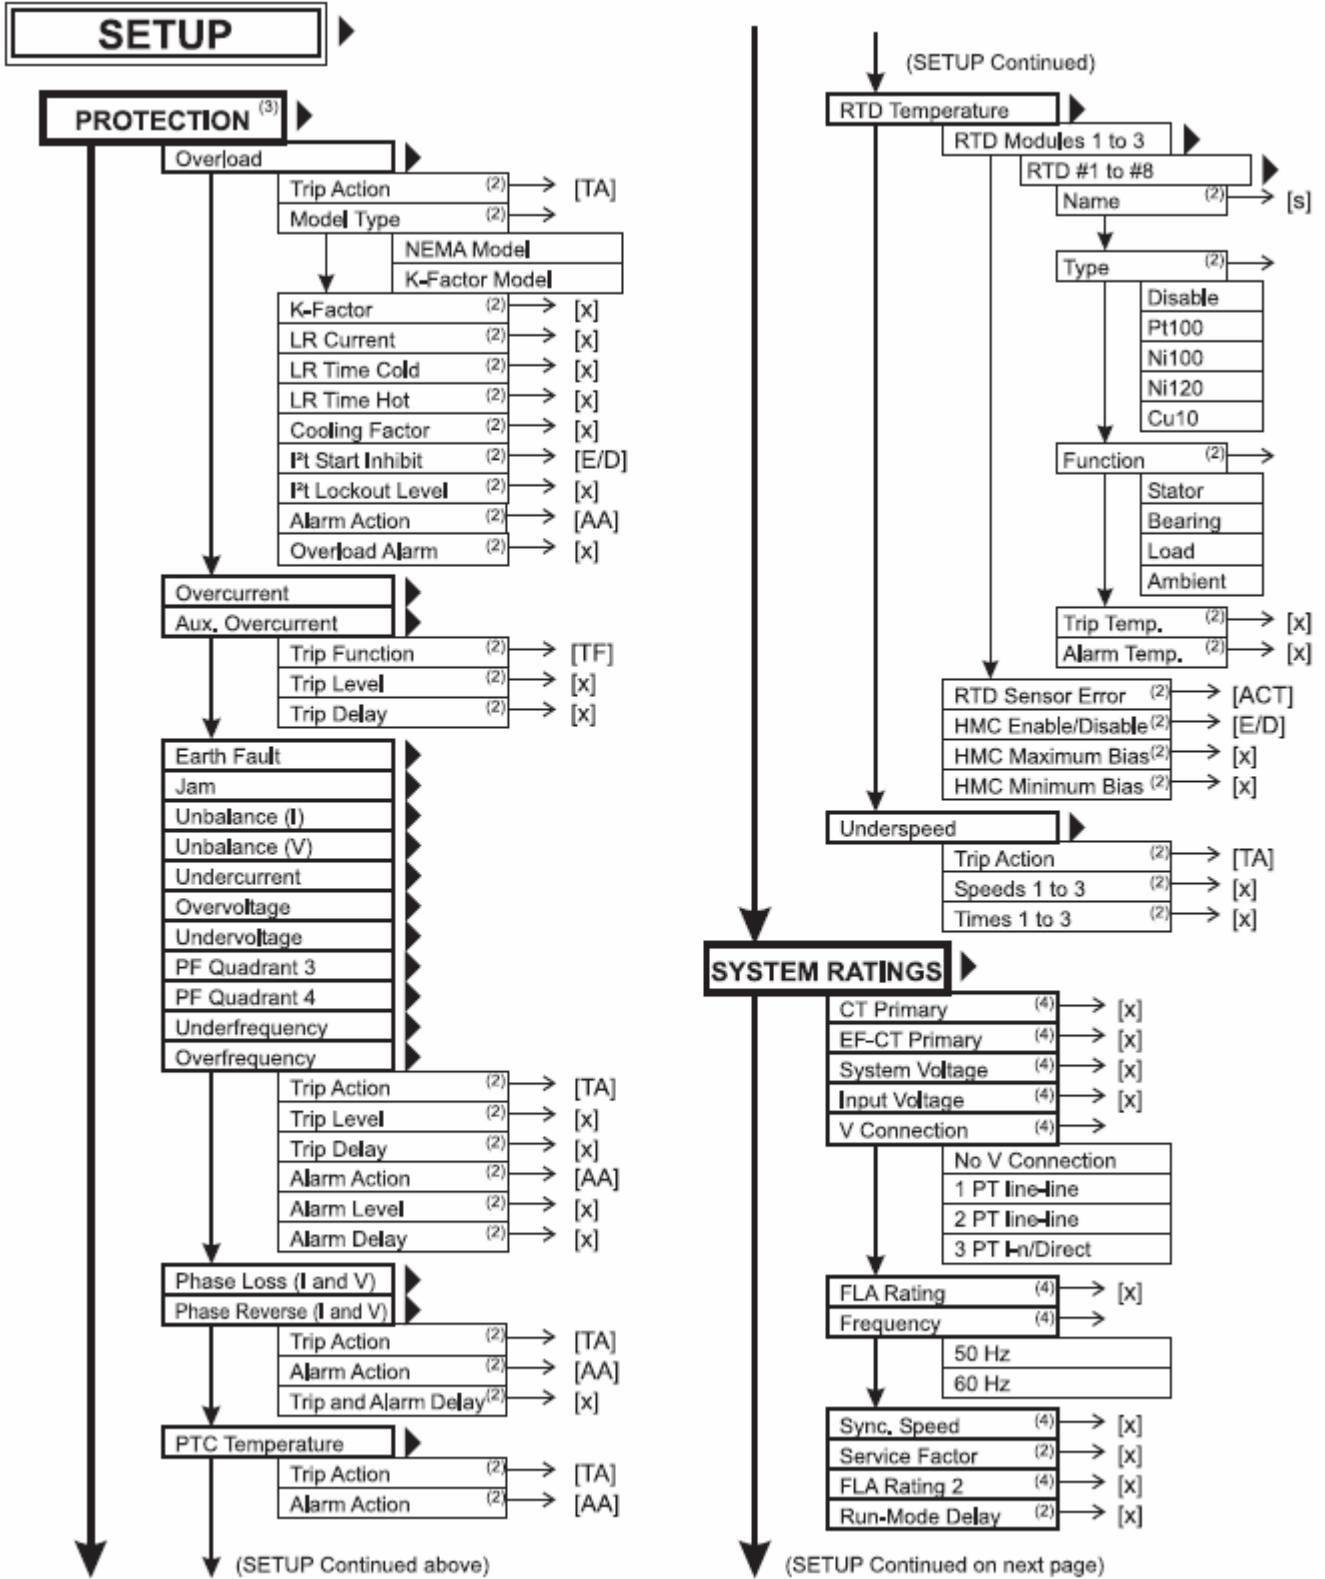 SETUP
PROTECTION (3)
Overload
Trip Action (2) [TA]
Model Type (2)
NEMA Model
K-Factor Model
K-Factor (2) [x]
LR Current (2) [x]
LR Time Cold (2) [x]
LR Time Hot (2) [x]
Cooling Factor (2) [x]
I²t Start Inhibit (2) [E/D]
I²t Lockout Level (2) [x]
Alarm Action (2) [AA]
Overload Alarm (2) [x]
Overcurrent
Aux. Overcurrent
Trip Function (2) [TF]
Trip Level (2) [x]
Trip Delay (2) [x]
Earth Fault
Jam
Unbalance (I)
Unbalance (V)
Undercurrent
Overvoltage
Undervoltage
PF Quadrant 3
PF Quadrant 4
Underfrequency
Overfrequency
Trip Action (2) [TA]
Trip Level (2) [x]
Trip Delay (2) [x]
Alarm Action (2) [AA]
Alarm Level (2) [x]
Alarm Delay (2) [x]
Phase Loss (I and V)
Phase Reverse (I and V)
Trip Action (2) [TA]
Alarm Action (2) [AA]
Trip and Alarm Delay (2) [x]
PTC Temperature
Trip Action (2) [TA]
Alarm Action (2) [AA]
(SETUP Continued above)
(SETUP Continued)
RTD Temperature
RTD Modules 1 to 3
RTD #1 to #8
Name (2) [s]
Type (2)
Disable
Pt100
Ni100
Ni120
Cu10
Function (2)
Stator
Bearing
Load
Ambient
Trip Temp. (2) [x]
Alarm Temp. (2) [x]
RTD Sensor Error (2) [ACT]
HMC Enable/Disable (2) [E/D]
HMC Maximum Bias (2) [x]
HMC Minimum Bias (2) [x]
Underspeed
Trip Action (2) [TA]
Speeds 1 to 3 (2) [x]
Times 1 to 3 (2) [x]
SYSTEM RATINGS
CT Primary (4) [x]
EF-CT Primary (4) [x]
System Voltage (4) [x]
Input Voltage (4) [x]
V Connection (4)
No V Connection
1 PT line-line
2 PT line-line
3 PT l-n/Direct
FLA Rating (4) [x]
Frequency (4)
50 Hz
60 Hz
Sync. Speed (4) [x]
Service Factor (2) [x]
FLA Rating 2 (4) [x]
Run-Mode Delay (2) [x]
(SETUP Continued on next page)